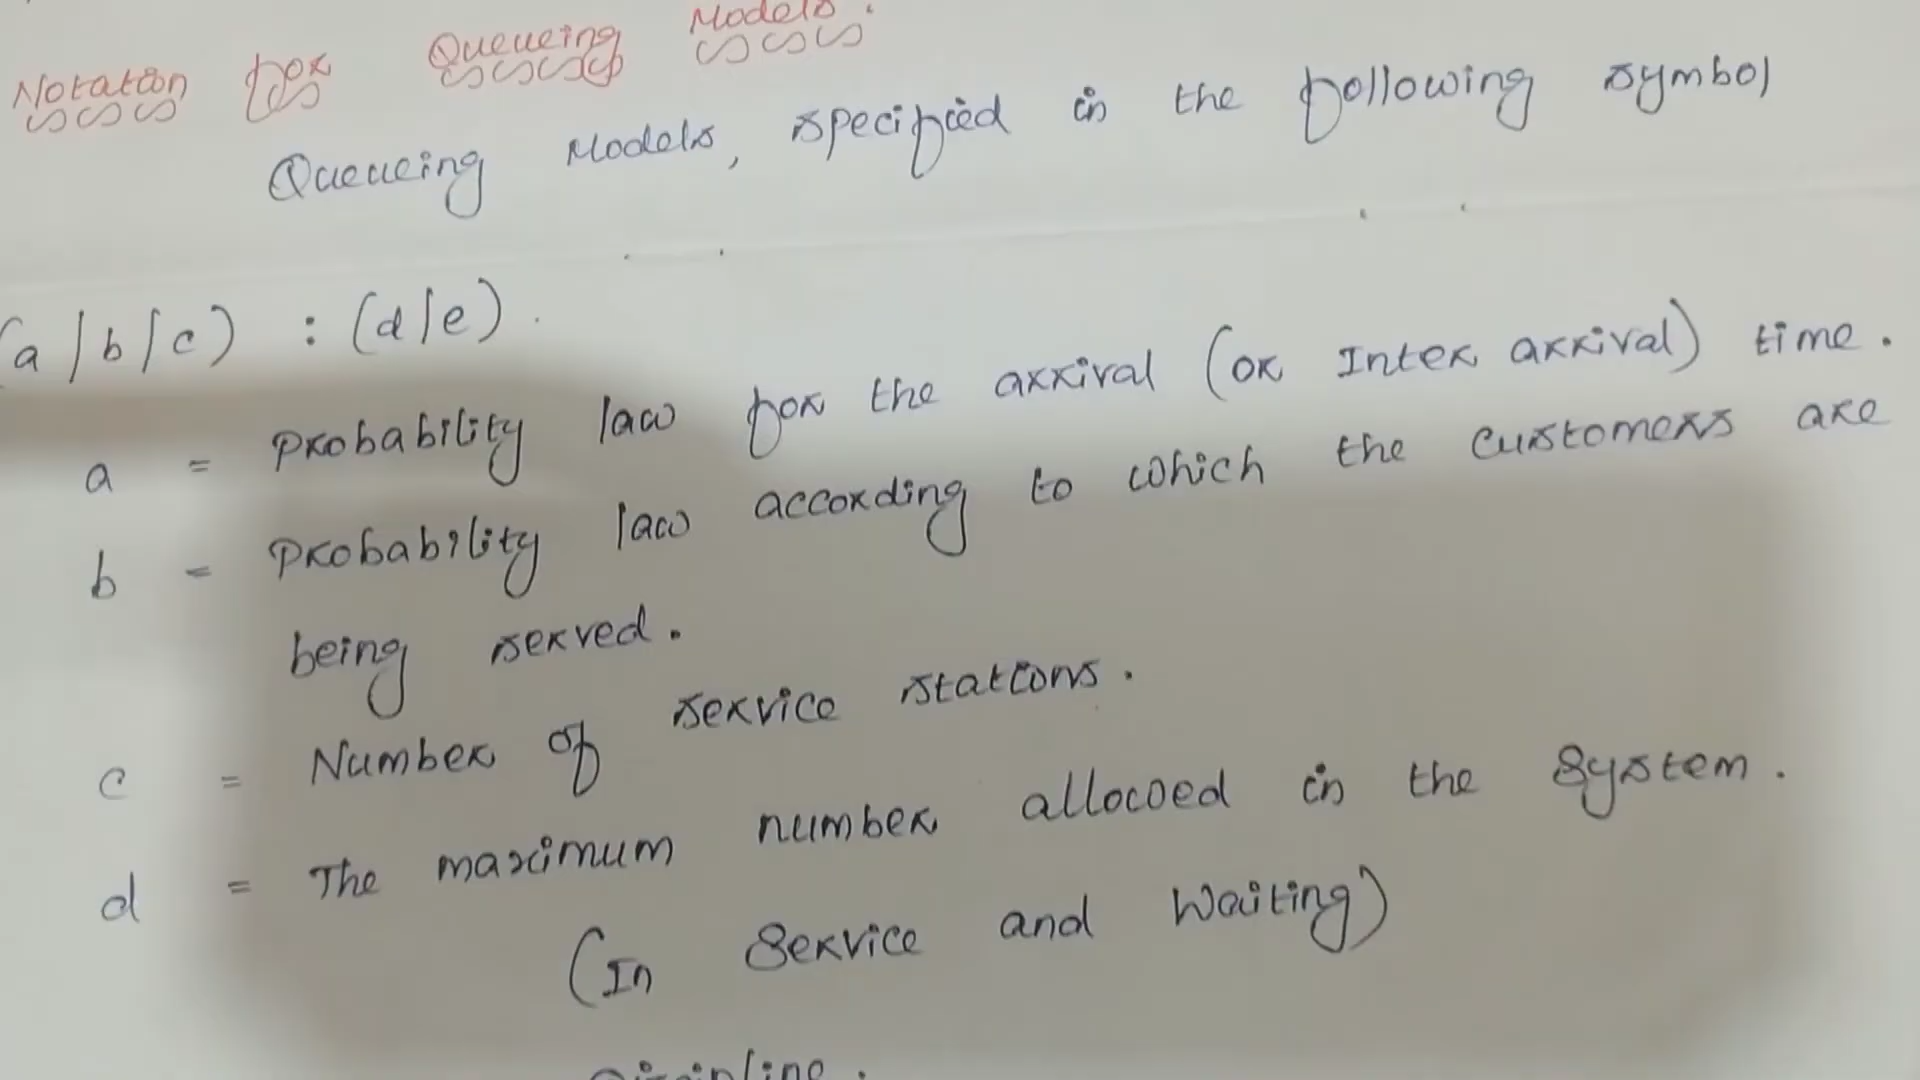 Notation for Queueing Models.
Queueing Models, specified in the following symbol
(a/b/c) : (d/e).
a = Probability law for the arrival (or Inter arrival) time.
b = Probability law according to which the customers are
being served.
c = Number of service stations.
d = The maximum number allowed in the System.
(In Service and Waiting)
discipline.